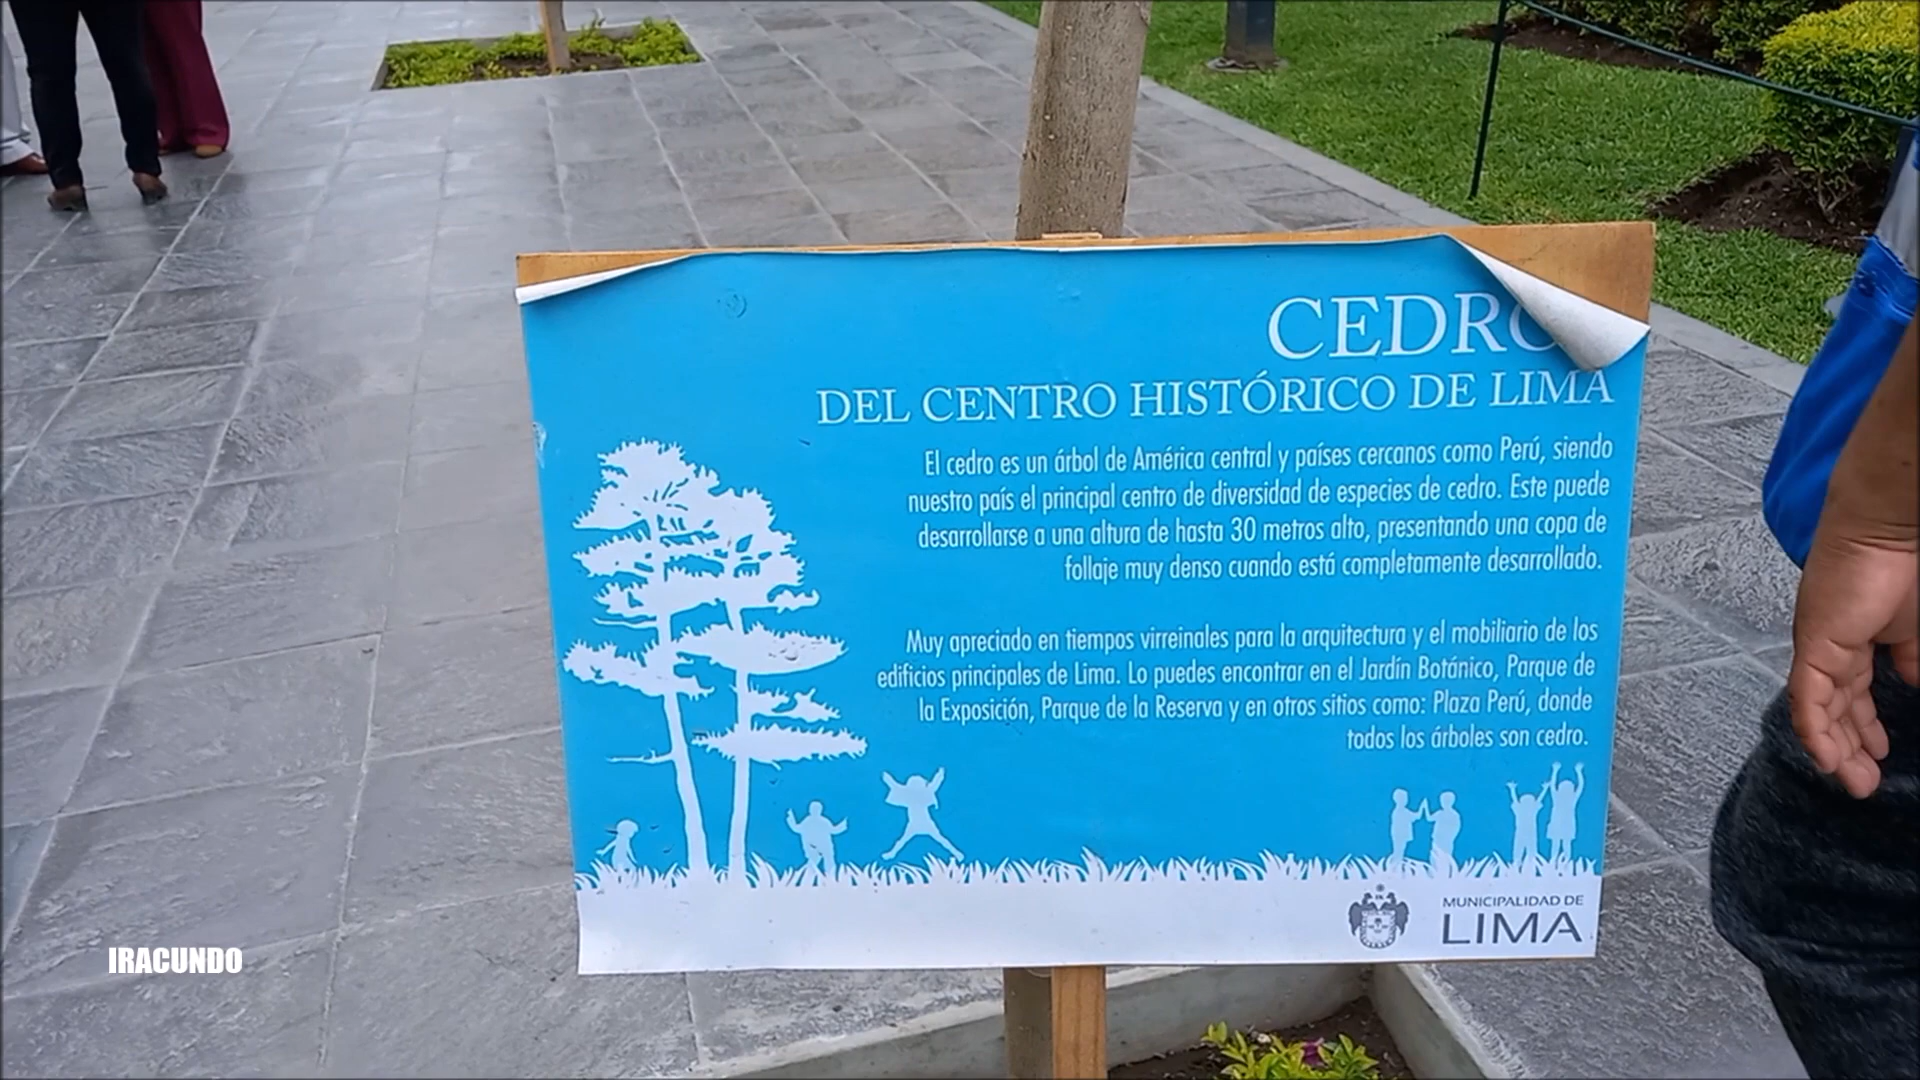 CEDRO
DEL CENTRO HISTÓRICO DE LIMA
El cedro es un árbol de América central y países cercanos como Perú, siendo
nuestro país el principal centro de diversidad de especies de cedro. Este puede
desarrollarse a una altura de hasta 30 metros alto, presentando una copa de
follaje muy denso cuando está completamente desarrollado.
Muy apreciado en tiempos virreinales para la arquitectura y el mobiliario de los
edificios principales de Lima. Lo puedes encontrar en el Jardín Botánico, Parque de
la Exposición, Parque de la Reserva y en otros sitios como: Plaza Perú, donde
todos los árboles son cedro.
MUNICIPALIDAD DE
LIMA
IRACUNDO